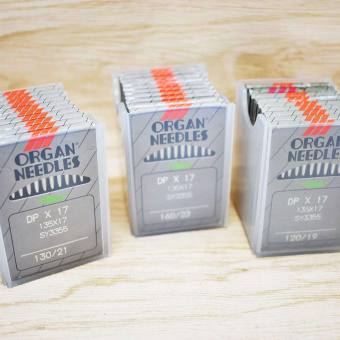 ORGAN
NEEDLES
DP X 17
135X17
SY3355
130/21
ORGAN
NEEDLES
DP X 17
135X17
SY3355
160/23
ORGAN
NEEDLES
DP X 17
135X17
SY3355
120/19